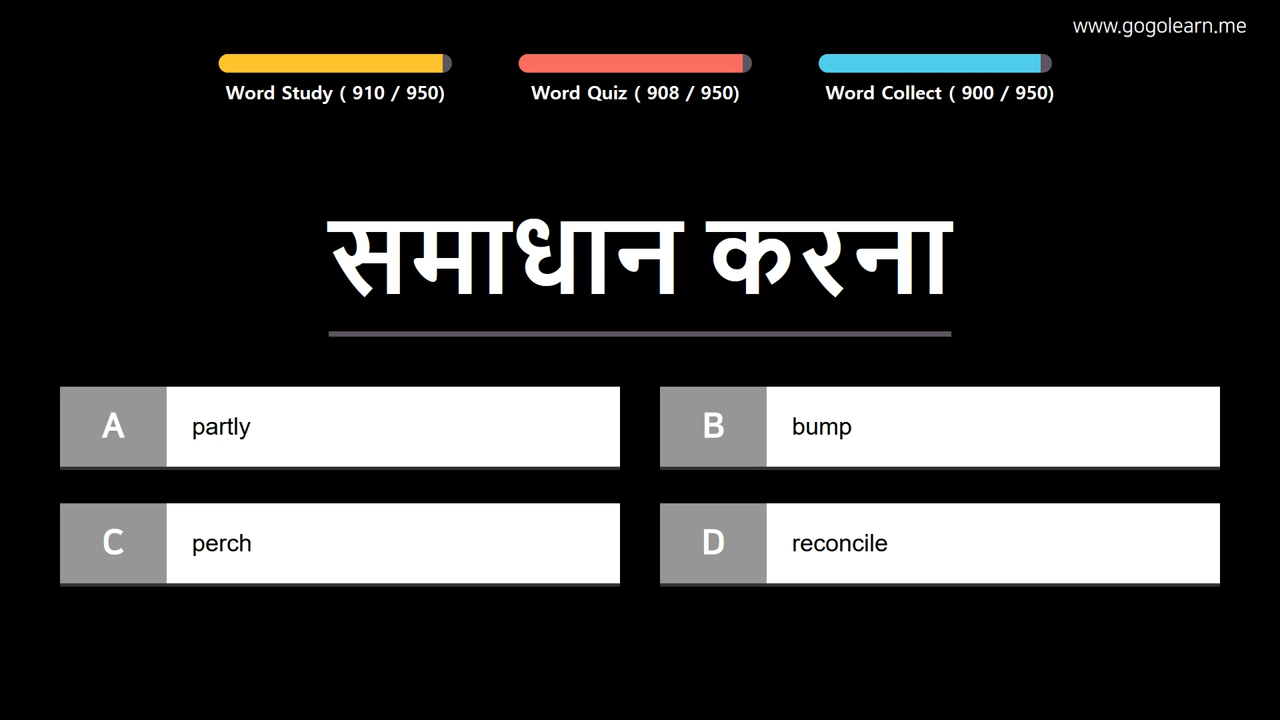 www.gogolearn.me
Word Study ( 910 / 950)
Word Quiz ( 908 / 950)
Word Collect ( 900 / 950)
समाधान करना
A partly
B bump
C perch
D reconcile